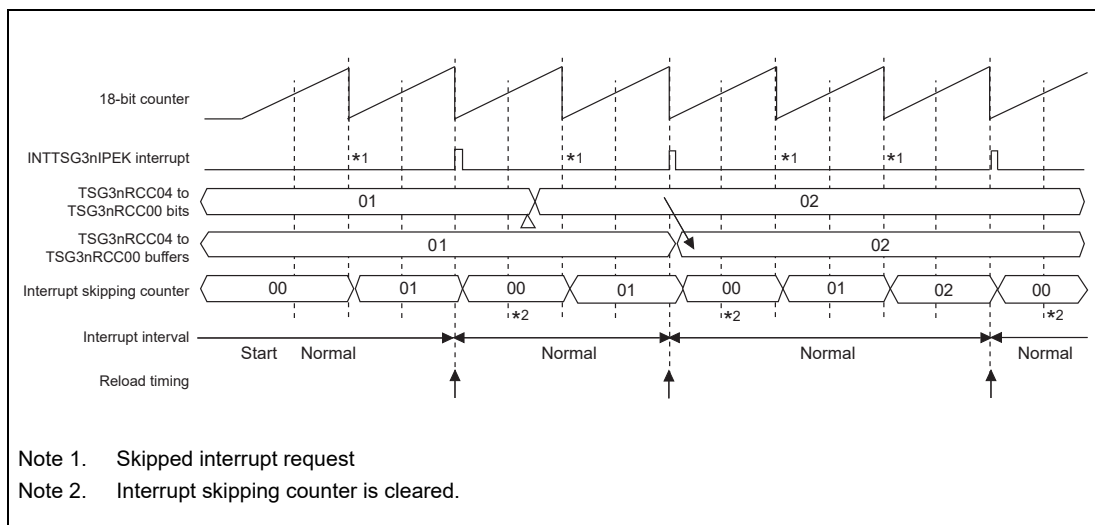 18-bit counter
INTTSG3nIPEK interrupt
*1 *1 *1 *1
TSG3nRCC04 to
TSG3nRCC00 bits
01 02
TSG3nRCC04 to
TSG3nRCC00 buffers
01 02
Interrupt skipping counter
00 01 00 01 00 01 02 00
*2 *2 *2
Interrupt interval
Start Normal Normal Normal Normal
Reload timing
Note 1. Skipped interrupt request
Note 2. Interrupt skipping counter is cleared.